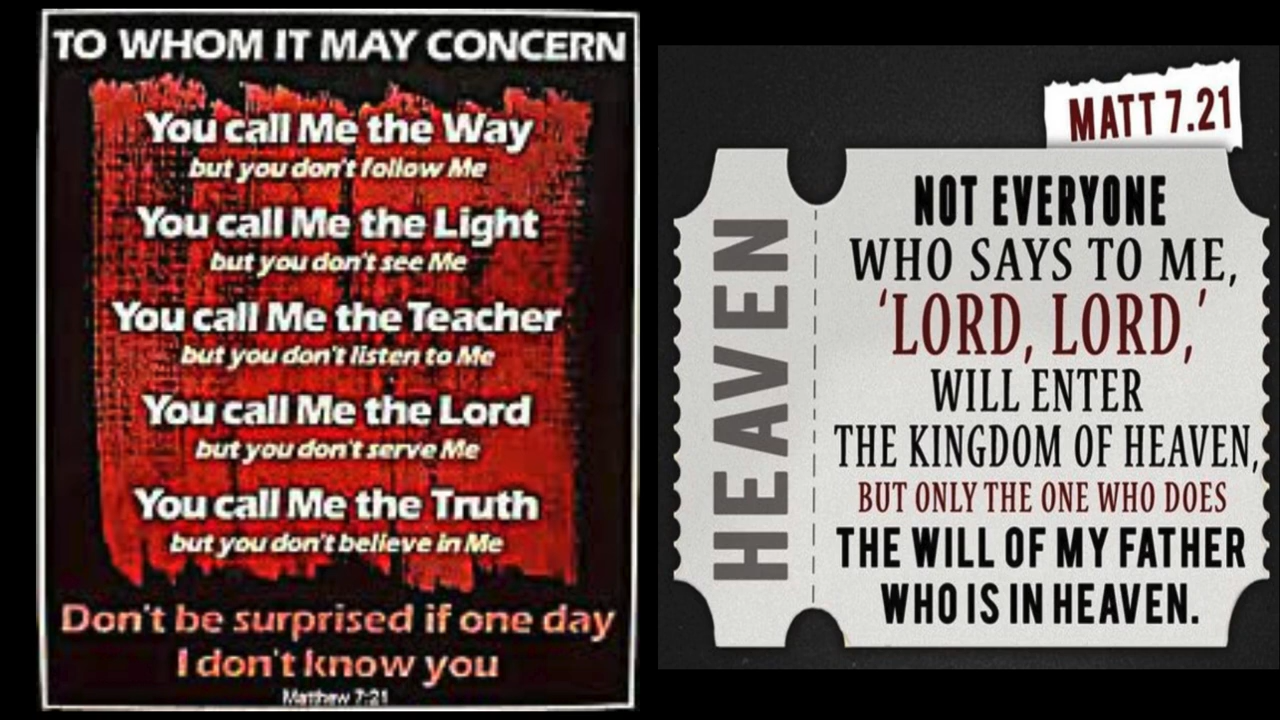 TO WHOM IT MAY CONCERN
You call Me the Way
but you don't follow Me
You call Me the Light
but you don't see Me
You call Me the Teacher
but you don't listen to Me
You call Me the Lord
but you don't serve Me
You call Me the Truth
but you don't believe in Me
Don't be surprised if one day
I don't know you
Matthew 7:21
MATT 7.21
HEAVEN
NOT EVERYONE
WHO SAYS TO ME,
'LORD, LORD,'
WILL ENTER
THE KINGDOM OF HEAVEN,
BUT ONLY THE ONE WHO DOES
THE WILL OF MY FATHER
WHO IS IN HEAVEN.